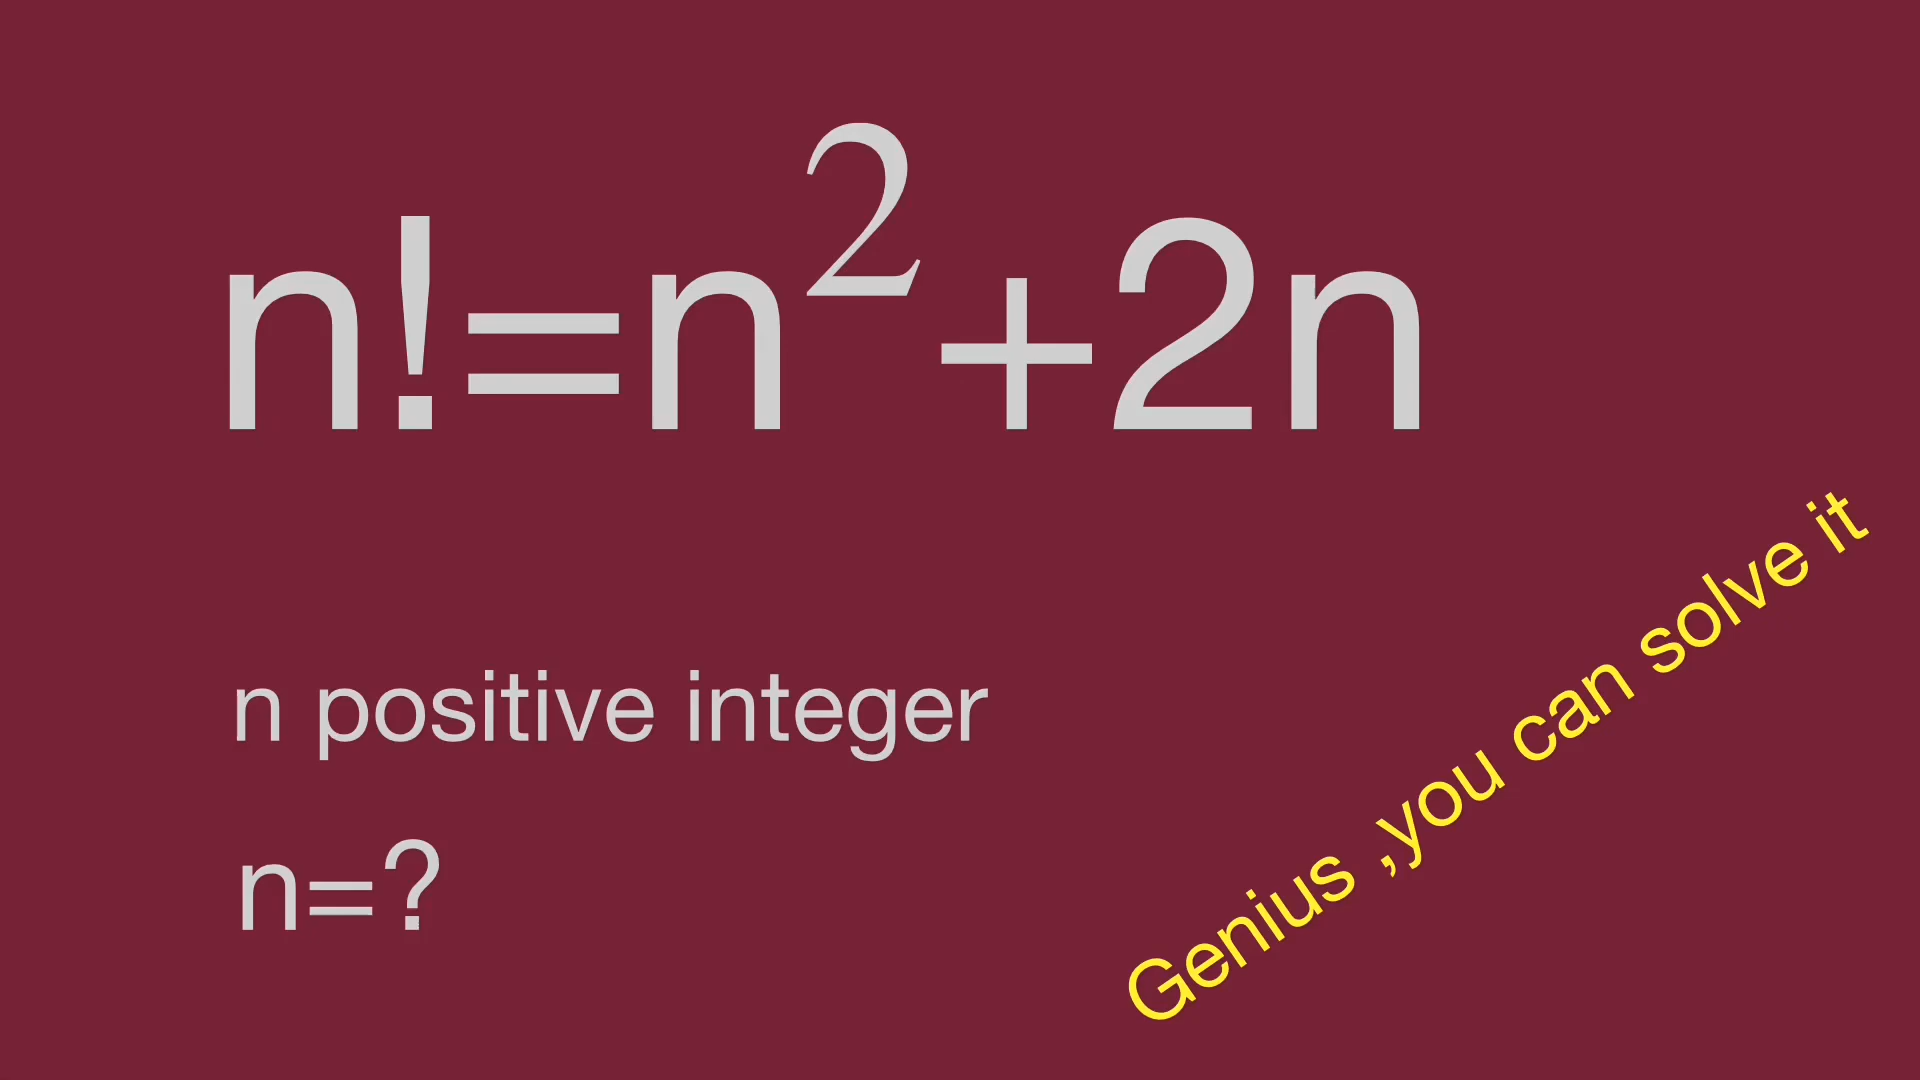 n!=n²+2n
n positive integer
n=?
Genius ,you can solve it